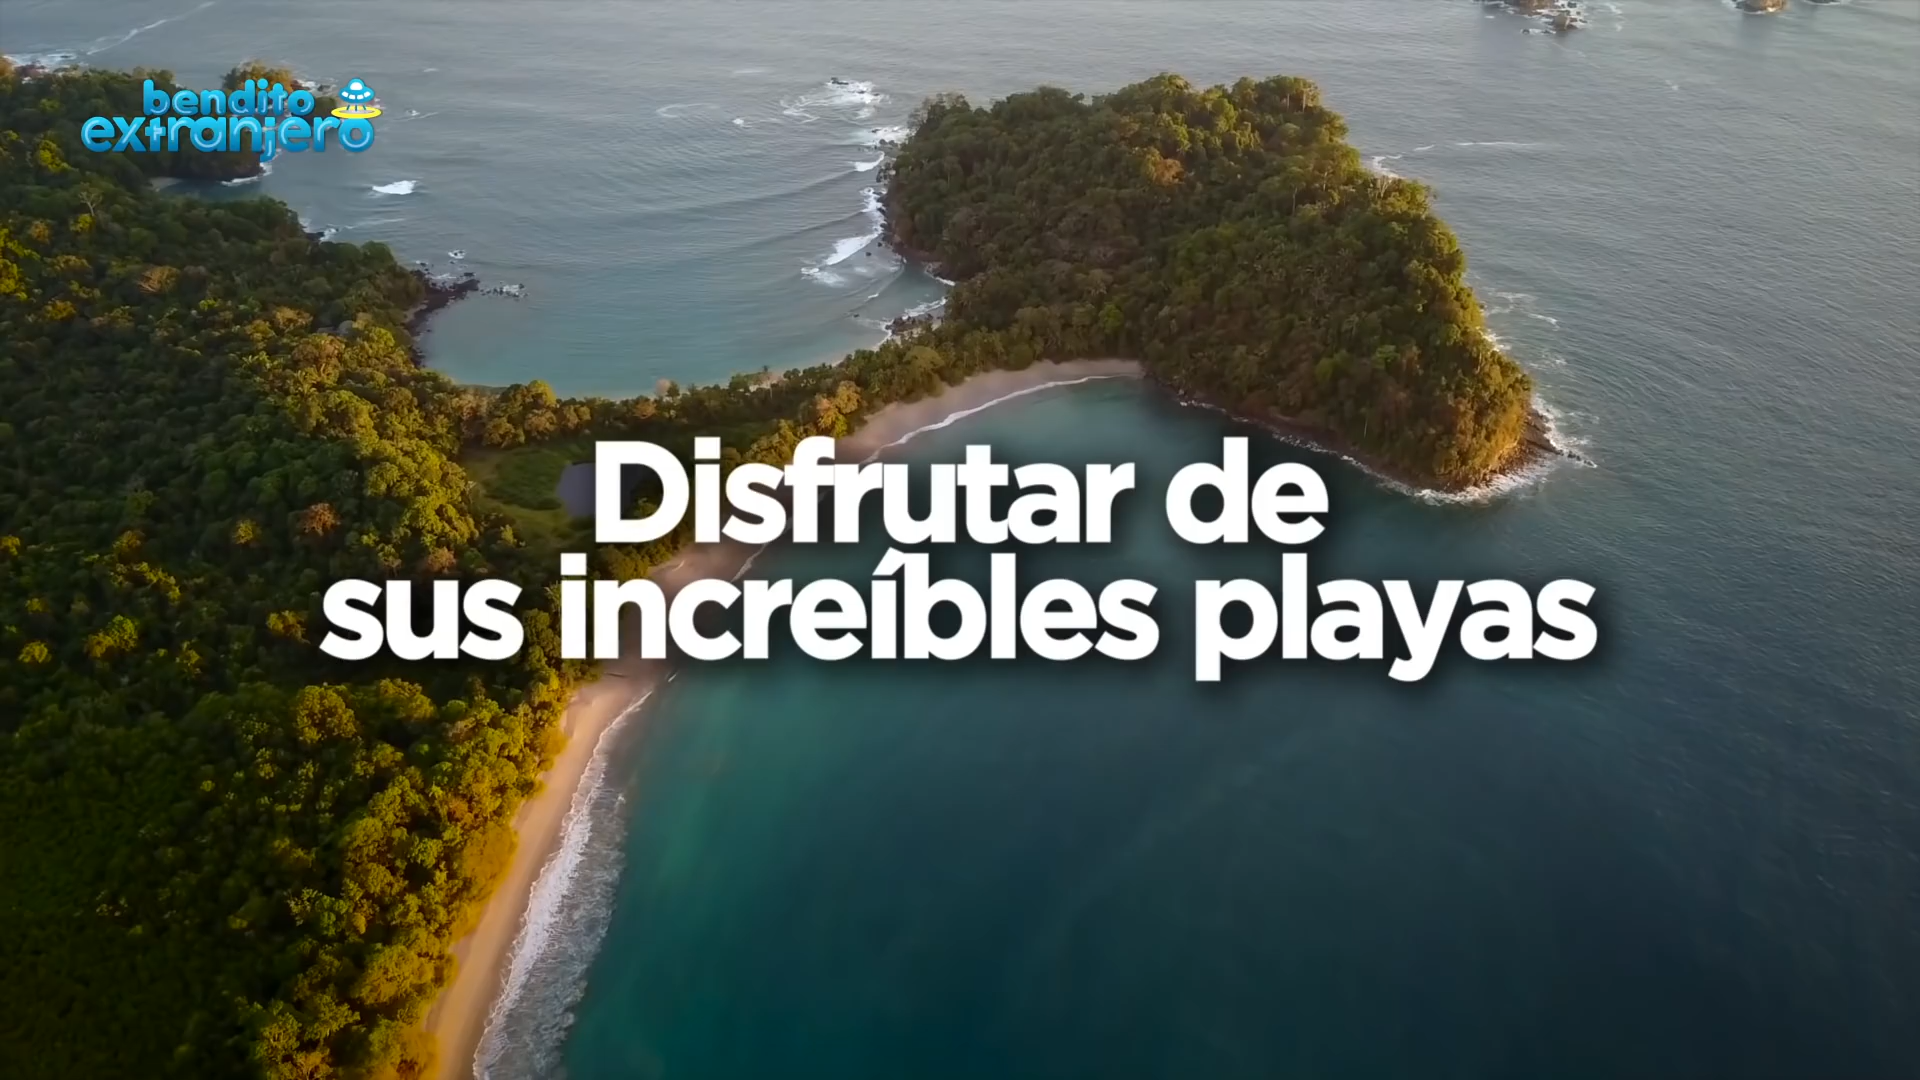 bendito
extranjero
Disfrutar de
sus increíbles playas